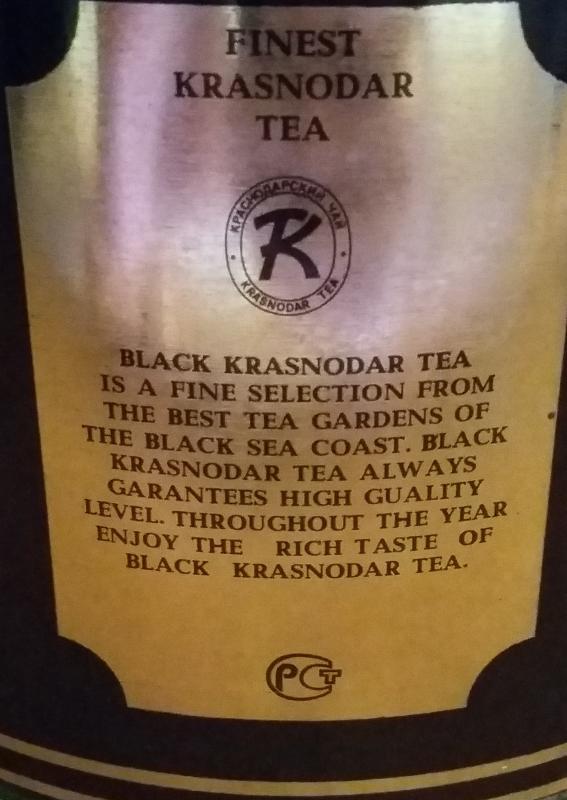 FINEST
KRASNODAR
TEA
КРАСНОДАРСКИЙ ЧАЙ
K
KRASNODAR TEA
BLACK KRASNODAR TEA
IS A FINE SELECTION FROM
THE BEST TEA GARDENS OF
THE BLACK SEA COAST. BLACK
KRASNODAR TEA ALWAYS
GARANTEES HIGH GUALITY
LEVEL. THROUGHOUT THE YEAR
ENJOY THE RICH TASTE OF
BLACK KRASNODAR TEA.
РСТ